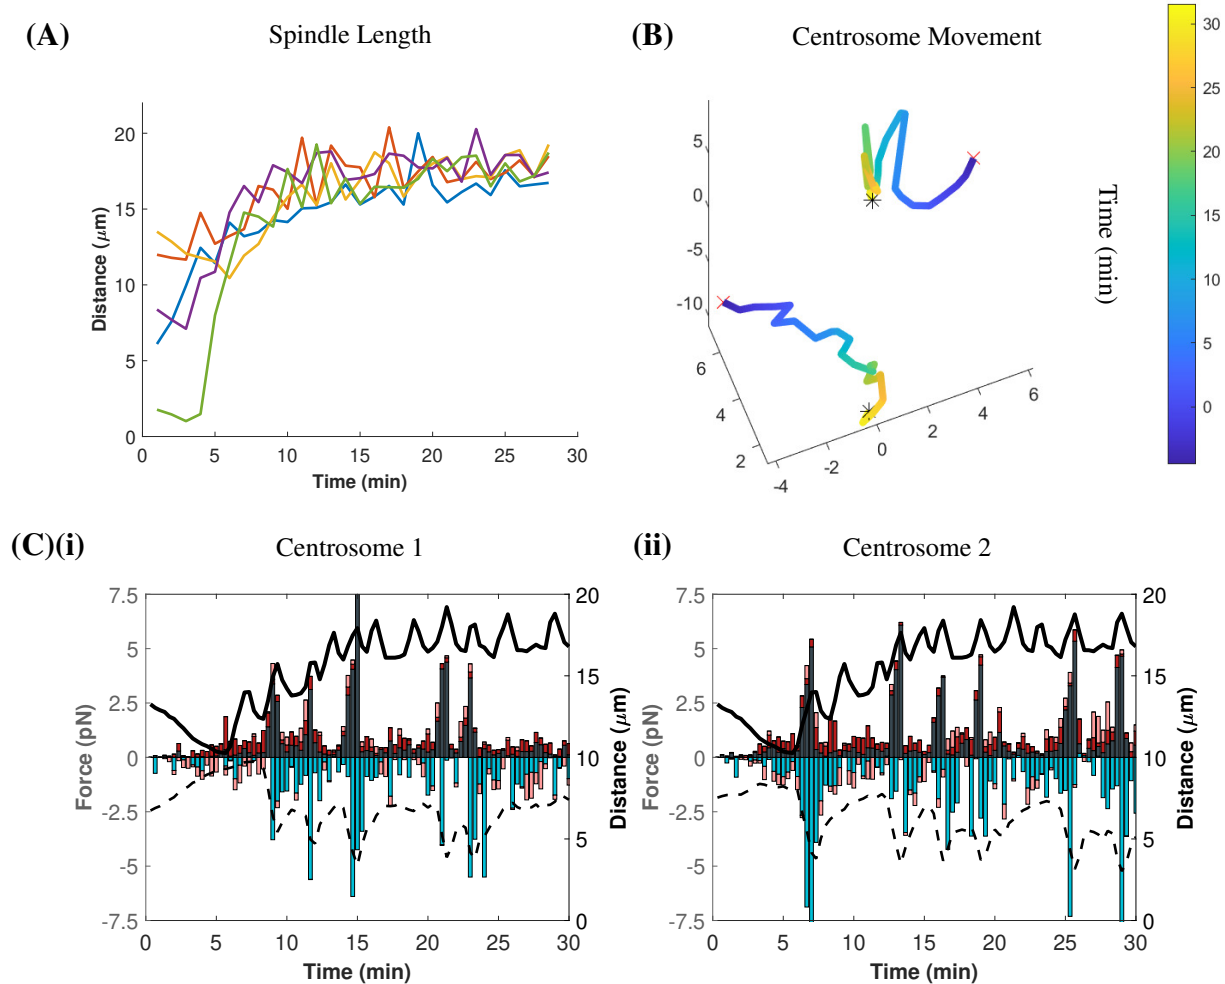 (A)
Spindle Length
20
15
10
5
0
0 5 10 15 20 25 30
Distance (μm)
Time (min)
(B)
Centrosome Movement
5
0
-5
-10
6
4
2
-4 -2 0 2 4 6
30
25
20
15
10
5
0
Time (min)
(C)(i)
Centrosome 1
7.5
5
2.5
0
-2.5
-5
-7.5
Force (pN)
20
15
10
5
0
Distance (μm)
0 5 10 15 20 25 30
Time (min)
(ii)
Centrosome 2
7.5
5
2.5
0
-2.5
-5
-7.5
Force (pN)
20
15
10
5
0
Distance (μm)
0 5 10 15 20 25 30
Time (min)